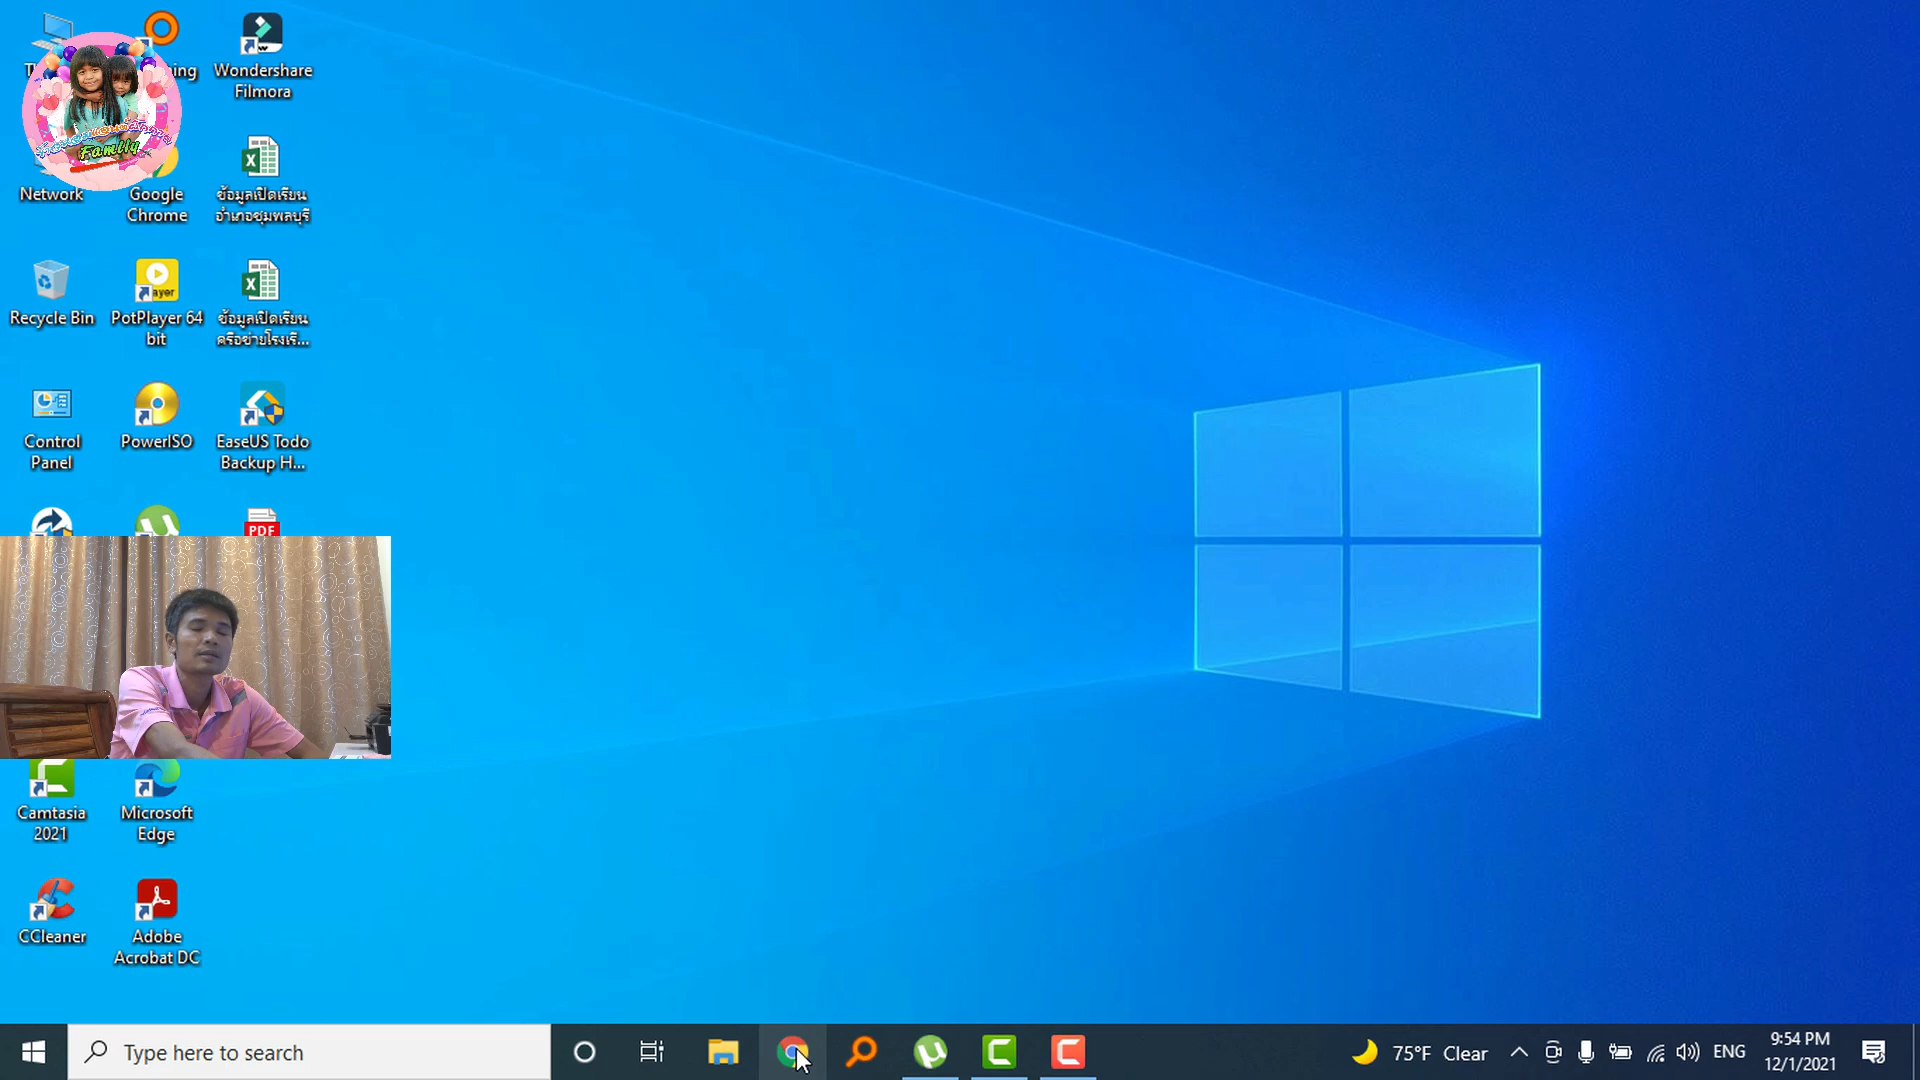 Wondershare
Filmora
Network
Google
Chrome
ข้อมูลเปิดเรียน
อำเภอชุมพลบุรี
Recycle Bin
PotPlayer 64
bit
ข้อมูลเปิดเรียน
ครือข่ายโรงเรี...
Control
Panel
PowerISO
EaseUS Todo
Backup H...
PDF
Family
Camtasia
2021
Microsoft
Edge
CCleaner
Adobe
Acrobat DC
Type here to search
75°F Clear
ENG
9:54 PM
12/1/2021